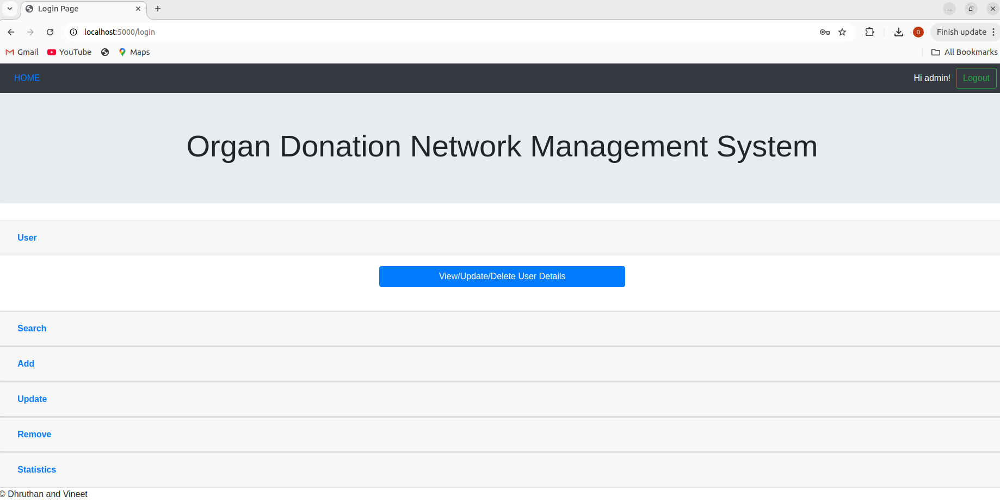 Login Page
localhost:5000/login
D
Finish update
Gmail YouTube Maps All Bookmarks
HOME Hi admin! Logout
Organ Donation Network Management System
User
View/Update/Delete User Details
Search
Add
Update
Remove
Statistics
© Dhruthan and Vineet